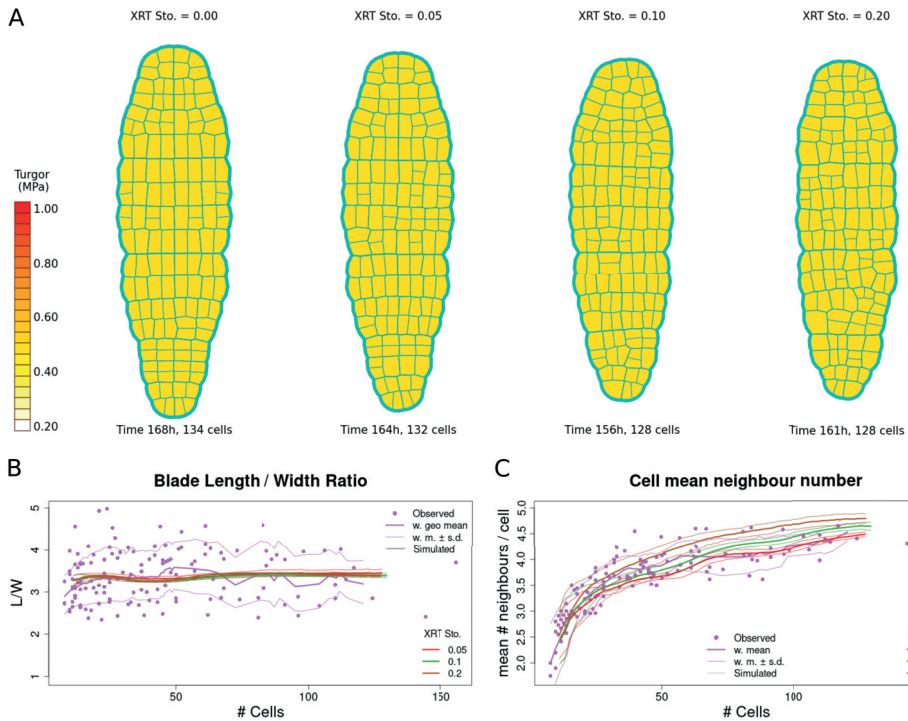 A
XRT Sto. = 0.00
XRT Sto. = 0.05
XRT Sto. = 0.10
XRT Sto. = 0.20
Turgor
(MPa)
1.00
0.60
0.40
0.20
Time 168h, 134 cells
Time 164h, 132 cells
Time 156h, 128 cells
Time 161h, 128 cells
B
Blade Length / Width Ratio
L/W
5
4
3
2
1
Observed
w. geo mean
w. m. ± s.d.
Simulated
XRT Sto.
0.05
0.1
0.2
50
100
# Cells
C
Cell mean neighbour number
mean # neighbours / cell
5.0
4.5
4.0
3.5
3.0
2.5
2.0
Observed
w. mean
w. m. ± s.d.
Simulated
50
100
# Cells